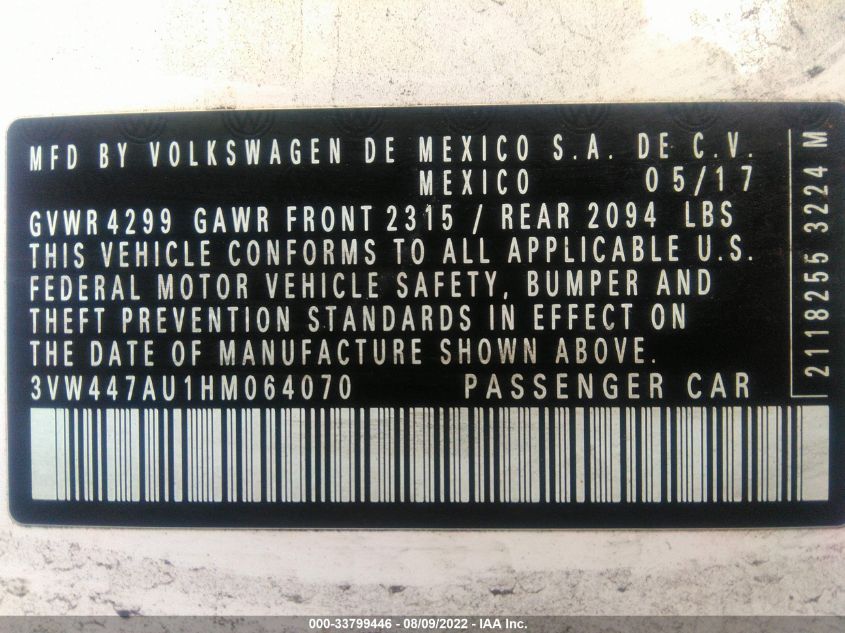 MFD BY VOLKSWAGEN DE MEXICO S.A. DE C.V.
MEXICO 05/17
GVWR 4299 GAWR FRONT 2315 / REAR 2094 LBS
THIS VEHICLE CONFORMS TO ALL APPLICABLE U.S.
FEDERAL MOTOR VEHICLE SAFETY, BUMPER AND
THEFT PREVENTION STANDARDS IN EFFECT ON
THE DATE OF MANUFACTURE SHOWN ABOVE.
3VW447AU1HM064070 PASSENGER CAR
2118255 3224 M
000-33799446 - 08/09/2022 - IAA Inc.